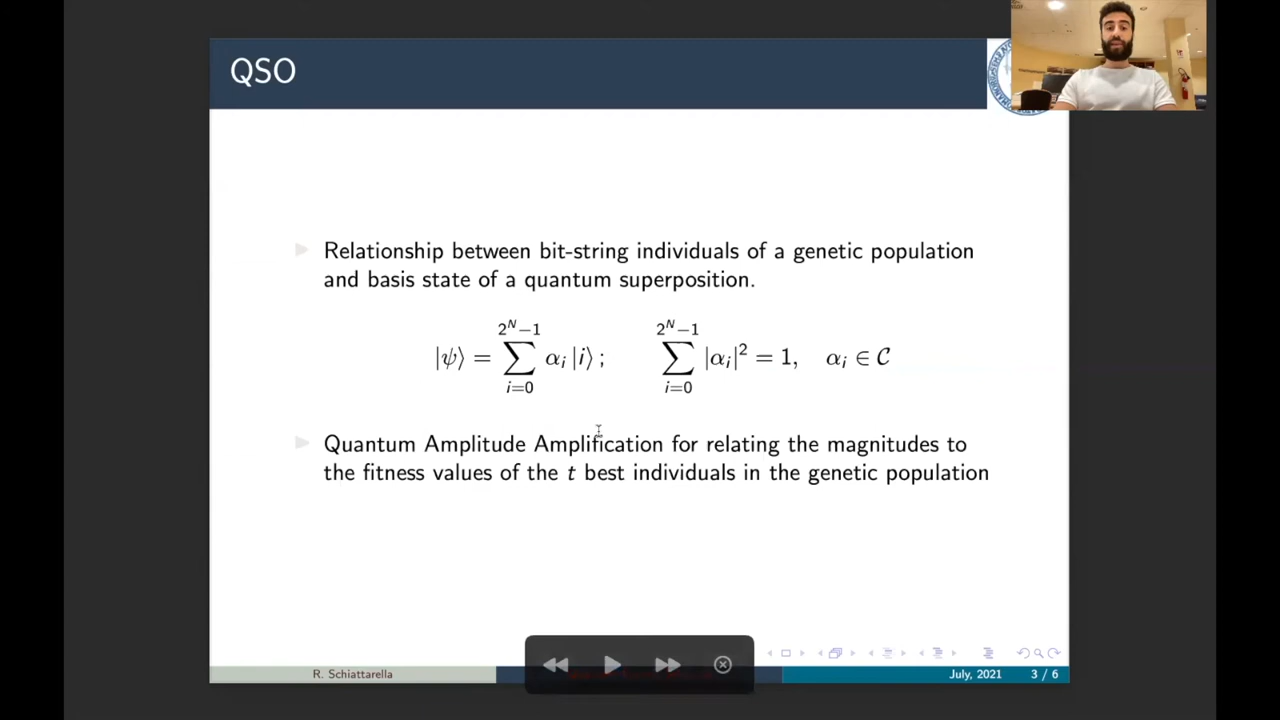 QSO
Relationship between bit-string individuals of a genetic population
and basis state of a quantum superposition.
|ψ⟩ = ∑_{i=0}^{2^N−1} α_i |i⟩ ;   ∑_{i=0}^{2^N−1} |α_i|^2 = 1,   α_i ∈ 𝒞
Quantum Amplitude Amplification for relating the magnitudes to
the fitness values of the t best individuals in the genetic population
R. Schiattarella
July, 2021
3 / 6